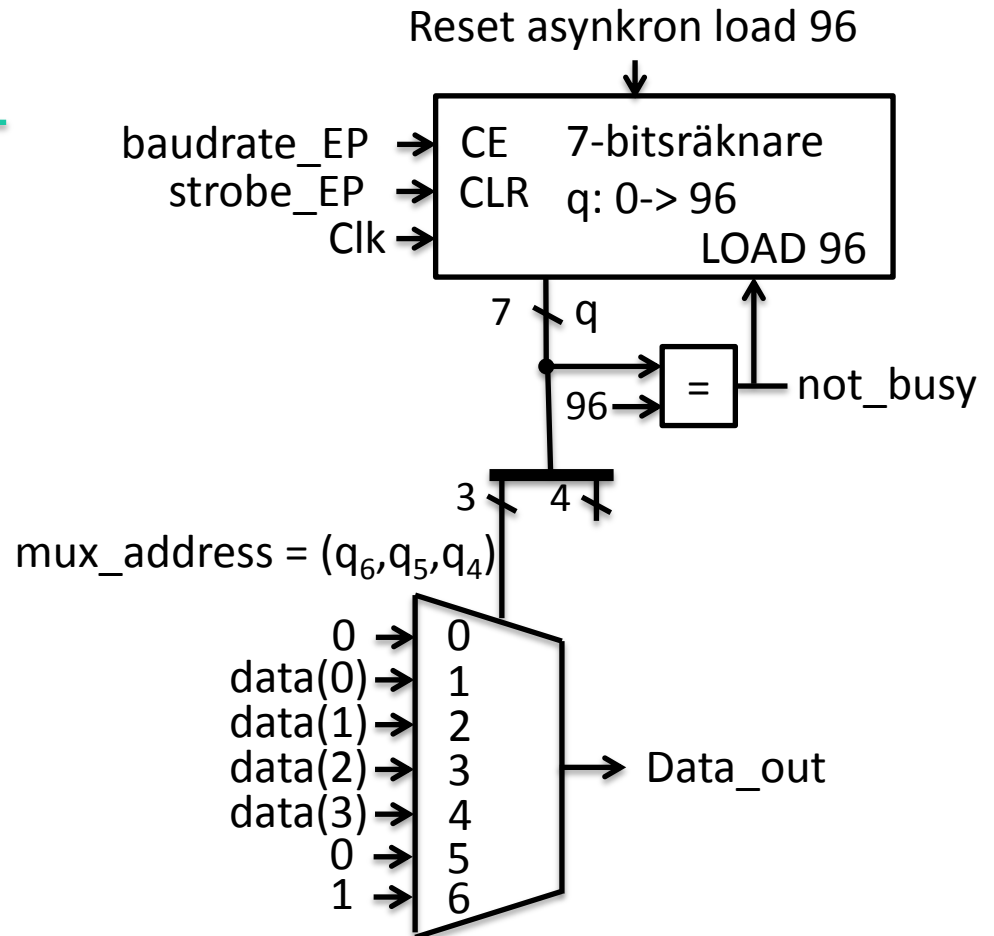 Reset asynkron load 96
baudrate_EP
CE
7-bitsräknare
strobe_EP
CLR
q: 0-> 96
Clk
LOAD 96
7
q
96
=
not_busy
3
4
mux_address = (q₆,q₅,q₄)
0
0
data(0)
1
data(1)
2
data(2)
3
Data_out
data(3)
4
0
5
1
6